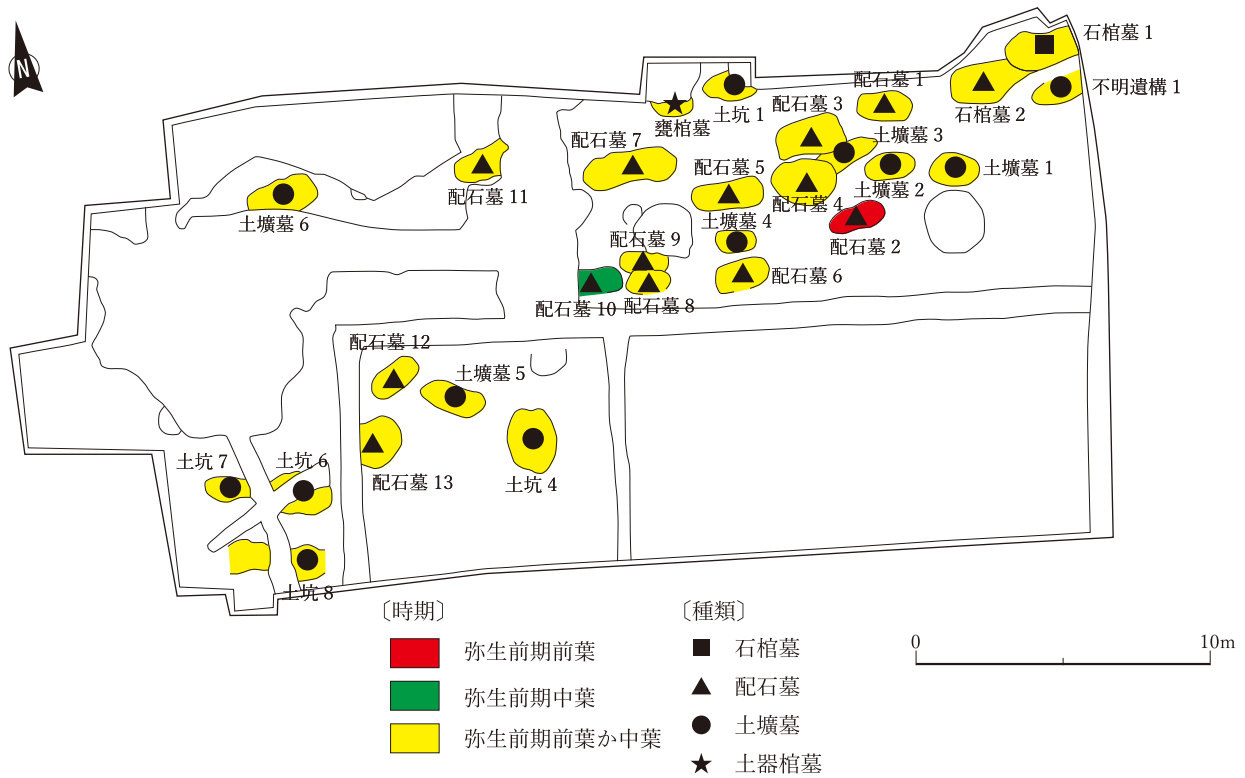 石棺墓 1
N
配石墓 1
不明遺構 1
配石墓 3
土坑 1
石棺墓 2
甕棺墓
土壙墓 3
配石墓 7
配石墓 5
土壙墓 1
土壙墓 2
配石墓 11
配石墓 4
土壙墓 6
土壙墓 4
配石墓 9
配石墓 2
配石墓 6
配石墓 10
配石墓 8
配石墓 12
土壙墓 5
土坑 7
土坑 6
配石墓 13
土坑 4
土坑 8
〔時期〕
弥生前期前葉
弥生前期中葉
弥生前期前葉か中葉
〔種類〕
石棺墓
配石墓
土壙墓
土器棺墓
0
10m